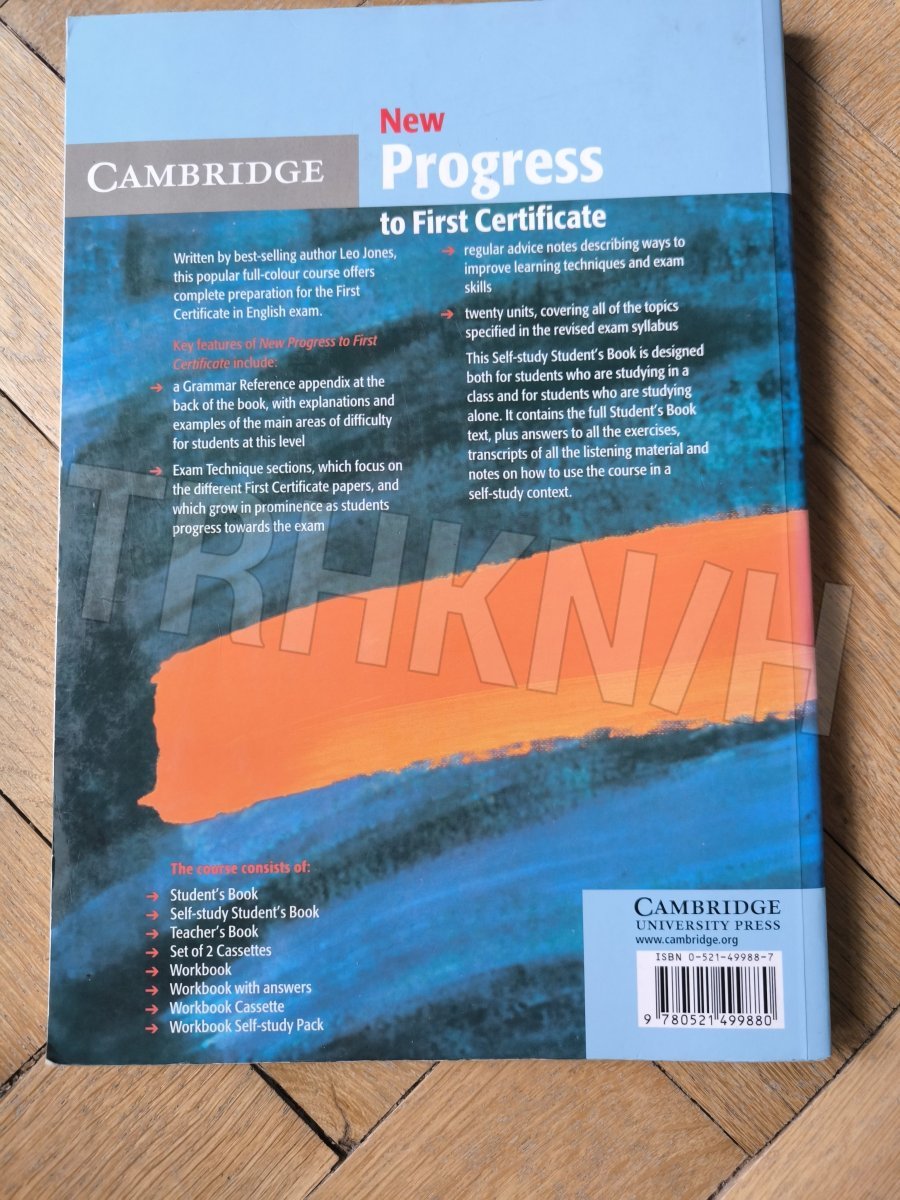 New
Progress
to First Certificate
CAMBRIDGE
Written by best-selling author Leo Jones,
this popular full-colour course offers
complete preparation for the First
Certificate in English exam.
Key features of New Progress to First
Certificate include:
→ a Grammar Reference appendix at the
back of the book, with explanations and
examples of the main areas of difficulty
for students at this level
→ Exam Technique sections, which focus on
the different First Certificate papers, and
which grow in prominence as students
progress towards the exam
→ regular advice notes describing ways to
improve learning techniques and exam
skills
→ twenty units, covering all of the topics
specified in the revised exam syllabus
This Self-study Student's Book is designed
both for students who are studying in a
class and for students who are studying
alone. It contains the full Student's Book
text, plus answers to all the exercises,
transcripts of all the listening material and
notes on how to use the course in a
self-study context.
TRHKN/H
The course consists of:
→ Student's Book
→ Self-study Student's Book
→ Teacher's Book
→ Set of 2 Cassettes
→ Workbook
→ Workbook with answers
→ Workbook Cassette
→ Workbook Self-study Pack
CAMBRIDGE
UNIVERSITY PRESS
www.cambridge.org
ISBN 0-521-49988-7
9 780521 499880